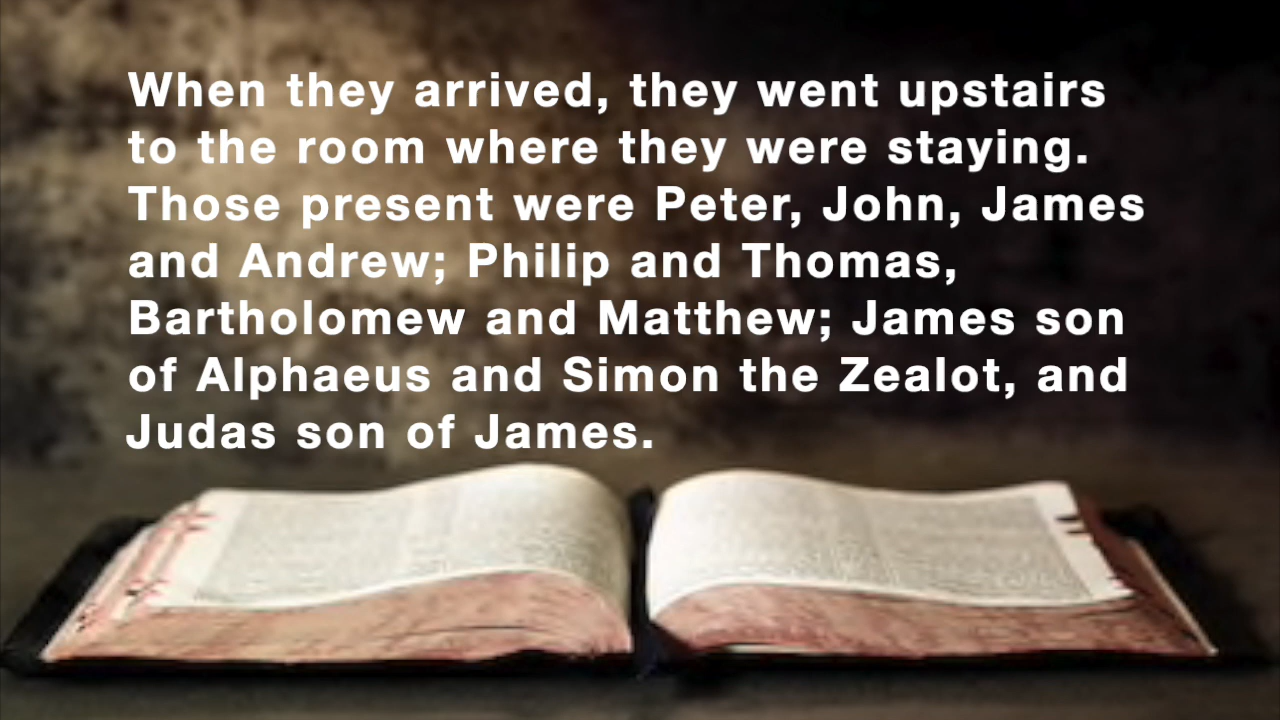 When they arrived, they went upstairs
to the room where they were staying.
Those present were Peter, John, James
and Andrew; Philip and Thomas,
Bartholomew and Matthew; James son
of Alphaeus and Simon the Zealot, and
Judas son of James.